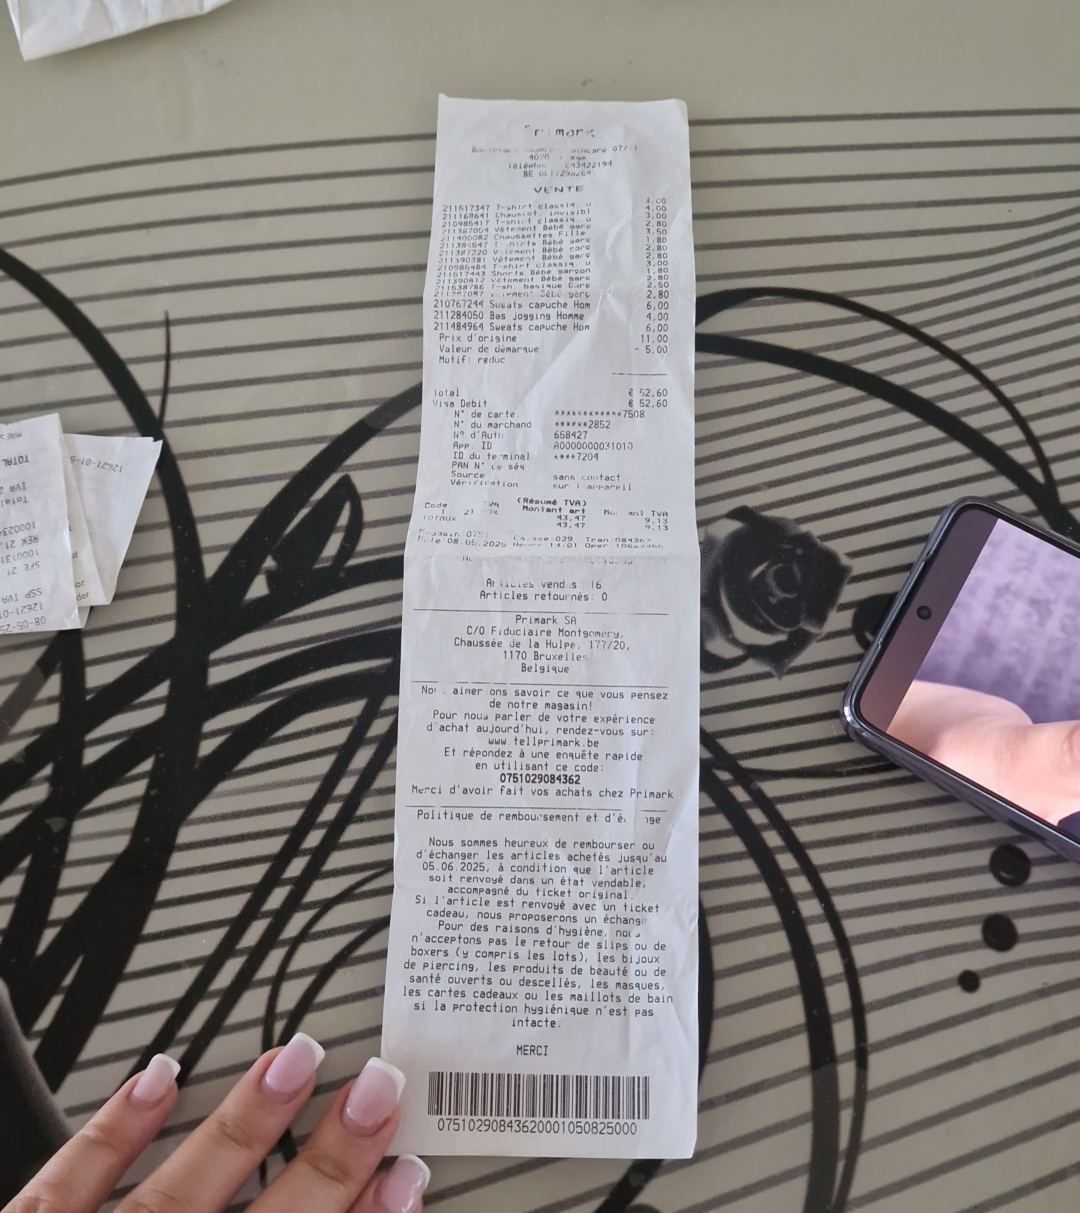 Primark
4020
043422194
VENTE
211517347 T-shirt classiq. u 3,00
211168641 Chausset. invisibl 4,00
210985417 T-shirt classiq. u 3,00
Vêtement Bébé garç 2,80
211400082 Chaussettes Fille 3,50
T-shirts Bébé garç 1,80
Vêtement Bébé garç 2,80
211390381 Vêtement Bébé garç 2,80
210986484 T-shirt classiq. u 3,00
211517443 Shorts Bébé garçon 1,80
211390812 Vêtement Bébé garç 2,80
T-sh. basique Garç 2,50
Vêtement Bébé garç 2,80
210767244 Sweats capuche Hom 6,00
211284050 Bas jogging Homme 4,00
211484964 Sweats capuche Hom 6,00
Prix d'origine 11,00
Valeur de démarque - 5,00
Motif: reduc
Total € 52,60
Visa Debit € 52,60
N° de carte. ************7508
N° du marchand ******2852
N° d'Auth 658427
App. ID A0000000031010
ID du terminal ****7204
PAN N° de séq
Source sans contact
Vérification sur l'appareil
(Résumé TVA)
Code TVA Montant art Montant TVA
1 21 43,47 9,13
Totaux 43,47 9,13
Magasin:0751 Caisse:029
Date:08.05.2025 Heure:14:01
Articles vendus 16
Articles retournés: 0
Primark SA
C/O Fiduciaire Montgomery,
Chaussée de la Hulpe, 177/20,
1170 Bruxelles
Belgique
aimerions savoir ce que vous pensez
de notre magasin!
Pour nous parler de votre expérience
d'achat aujourd'hui, rendez-vous sur:
www.tellprimark.be
Et répondez à une enquête rapide
en utilisant ce code:
0751029084362
Merci d'avoir fait vos achats chez Primark
Politique de remboursement et d'échange
Nous sommes heureux de rembourser ou
d'échanger les articles achetés jusqu'au
05.06.2025, à condition que l'article
soit renvoyé dans un état vendable,
accompagné du ticket original.
Si l'article est renvoyé avec un ticket
cadeau, nous proposerons un échange
Pour des raisons d'hygiène, nous
n'acceptons pas le retour de slips ou de
boxers (y compris les lots), les bijoux
de piercing, les produits de beauté ou de
santé ouverts ou descellés, les masques,
les cartes cadeaux ou les maillots de bain
si la protection hygiénique n'est pas
intacte.
MERCI
07510290843620001050825000
TOTAL